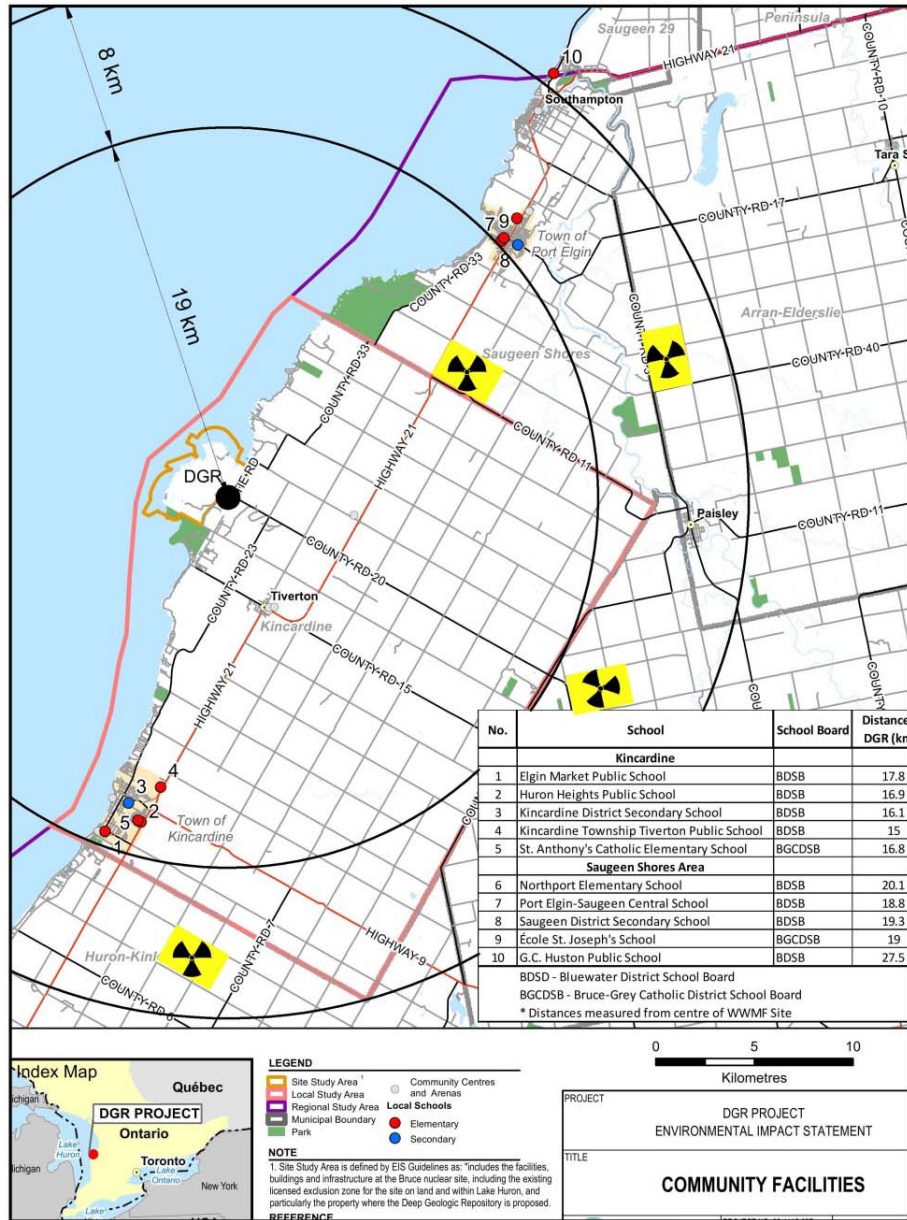 8 km
19 km
Saugeen 29
Peninsula
HIGHWAY 21
10
Southampton
COUNTY-RD-10
Tara S
COUNTY-RD-17
7
9
8
Town of
Port Elgin
COUNTY-RD-33
Arran-Elderslie
COUNTY-RD-40
Saugeen Shores
COUNTY-RD-33
HIGHWAY-21
COUNTY-RD-11
DGR
IE-RD
Paisley
COUNTY-RD-11
COUNTY-RD-23
COUNTY-RD-20
Tiverton
Kincardine
COUNTY-RD-15
HIGHWAY-21
4
3
2
5
1
Town of
Kincardine
COUNTY-RD-7
HIGHWAY-9
Huron-Kinl
COUNTY-RD-6
No. School School Board Distance
DGR (km
Kincardine
1 Elgin Market Public School BDSB 17.8
2 Huron Heights Public School BDSB 16.9
3 Kincardine District Secondary School BDSB 16.1
4 Kincardine Township Tiverton Public School BDSB 15
5 St. Anthony's Catholic Elementary School BGCDSB 16.8
Saugeen Shores Area
6 Northport Elementary School BDSB 20.1
7 Port Elgin-Saugeen Central School BDSB 18.8
8 Saugeen District Secondary School BDSB 19.3
9 École St. Joseph's School BGCDSB 19
10 G.C. Huston Public School BDSB 27.5
BDSD - Bluewater District School Board
BGCDSB - Bruce-Grey Catholic District School Board
* Distances measured from centre of WWMF Site
Index Map
ichigan
Québec
DGR PROJECT
Ontario
Lake
Huron
Toronto
Lake
Ontario
Michigan
New York
LEGEND
Site Study Area 1
Local Study Area
Regional Study Area
Municipal Boundary
Park
Community Centres
and Arenas
Local Schools
Elementary
Secondary
NOTE
1. Site Study Area is defined by EIS Guidelines as: "includes the facilities,
buildings and infrastructure at the Bruce nuclear site, including the existing
licensed exclusion zone for the site on land and within Lake Huron, and
particularly the property where the Deep Geologic Repository is proposed.
REFERENCE
0 5 10
Kilometres
PROJECT
DGR PROJECT
ENVIRONMENTAL IMPACT STATEMENT
TITLE
COMMUNITY FACILITIES